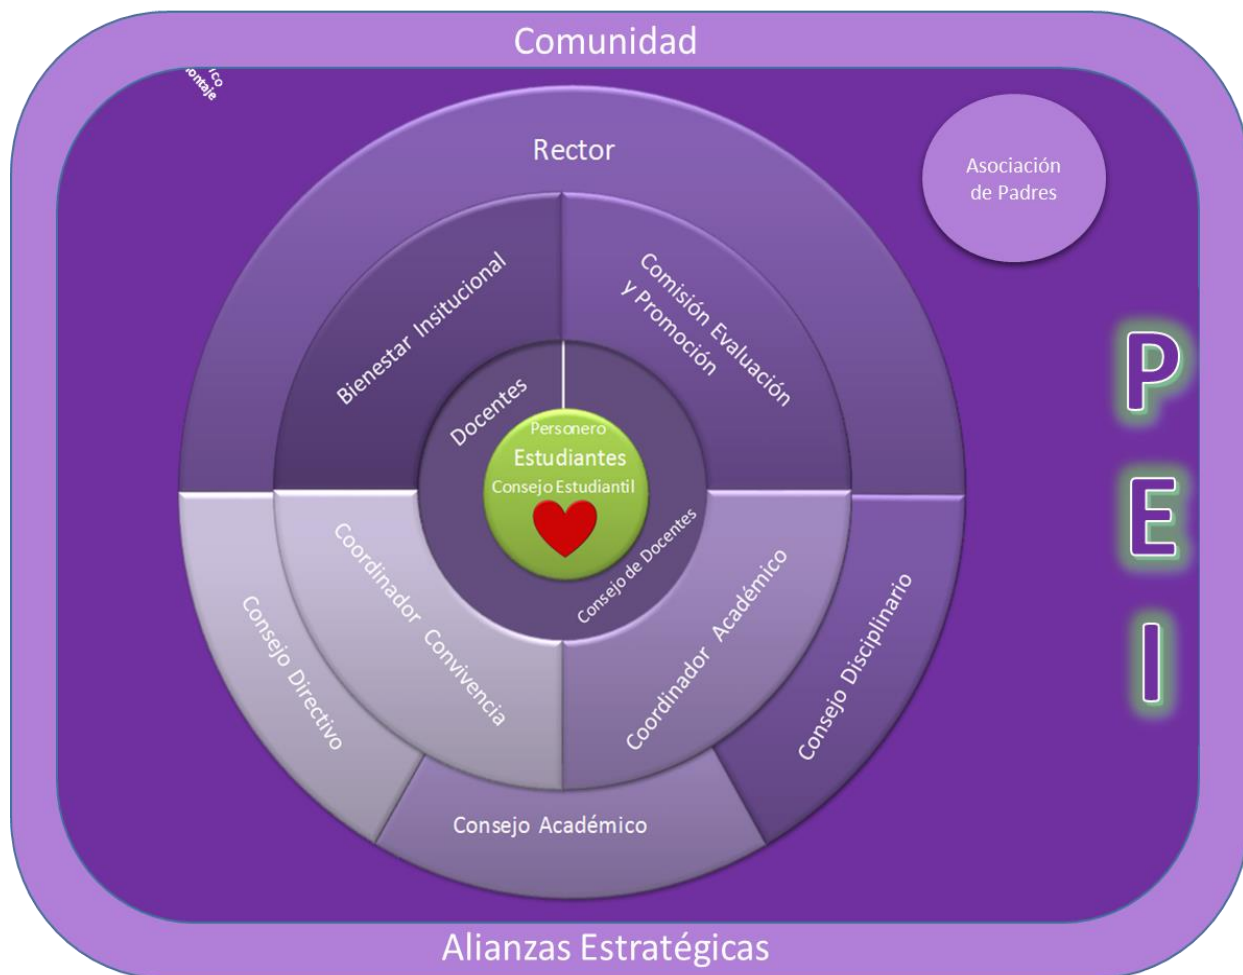 Comunidad
Rector
Asociación
de Padres
Bienestar Insitucional
Comisión Evaluación
y Promoción
Docentes
Personero
Estudiantes
Consejo Estudiantil
Consejo de Docentes
Coordinador Convivencia
Coordinador Académico
Consejo Directivo
Consejo Disciplinario
Consejo Académico
P
E
I
Alianzas Estratégicas